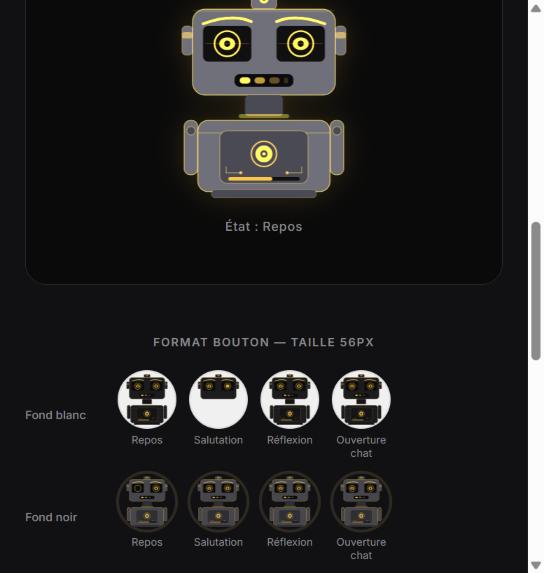 État : Repos
FORMAT BOUTON — TAILLE 56PX
Fond blanc
Repos
Salutation
Réflexion
Ouverture
chat
Fond noir
Repos
Salutation
Réflexion
Ouverture
chat